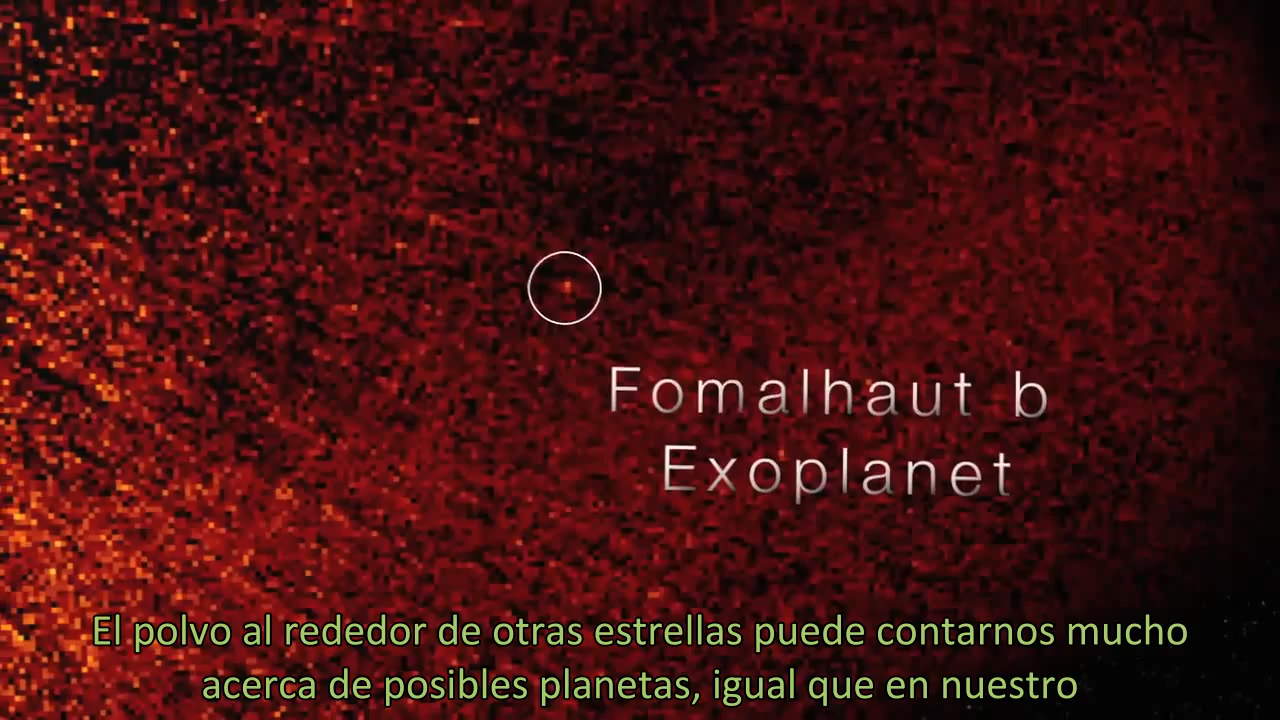 Fomalhaut b
Exoplanet
El polvo al rededor de otras estrellas puede contarnos mucho
acerca de posibles planetas, igual que en nuestro